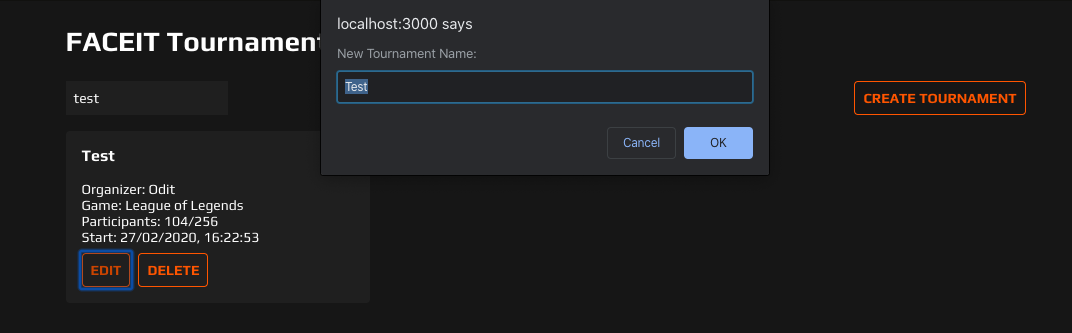 localhost:3000 says
New Tournament Name:
Test
Cancel
OK
FACEIT Tournament
test
CREATE TOURNAMENT
Test
Organizer: Odit
Game: League of Legends
Participants: 104/256
Start: 27/02/2020, 16:22:53
EDIT
DELETE